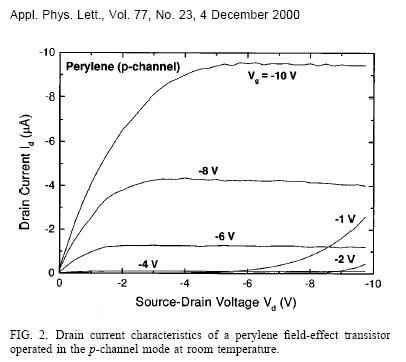 Appl. Phys. Lett., Vol. 77, No. 23, 4 December 2000
-10
Perylene (p-channel)
Vg = -10 V
-8
-6
-8 V
-4
-1 V
-2
-6 V
-4 V
-2 V
0
0 -2 -4 -6 -8 -10
Drain Current Id (μA)
Source-Drain Voltage Vd (V)
FIG. 2. Drain current characteristics of a perylene field-effect transistor
operated in the p-channel mode at room temperature.